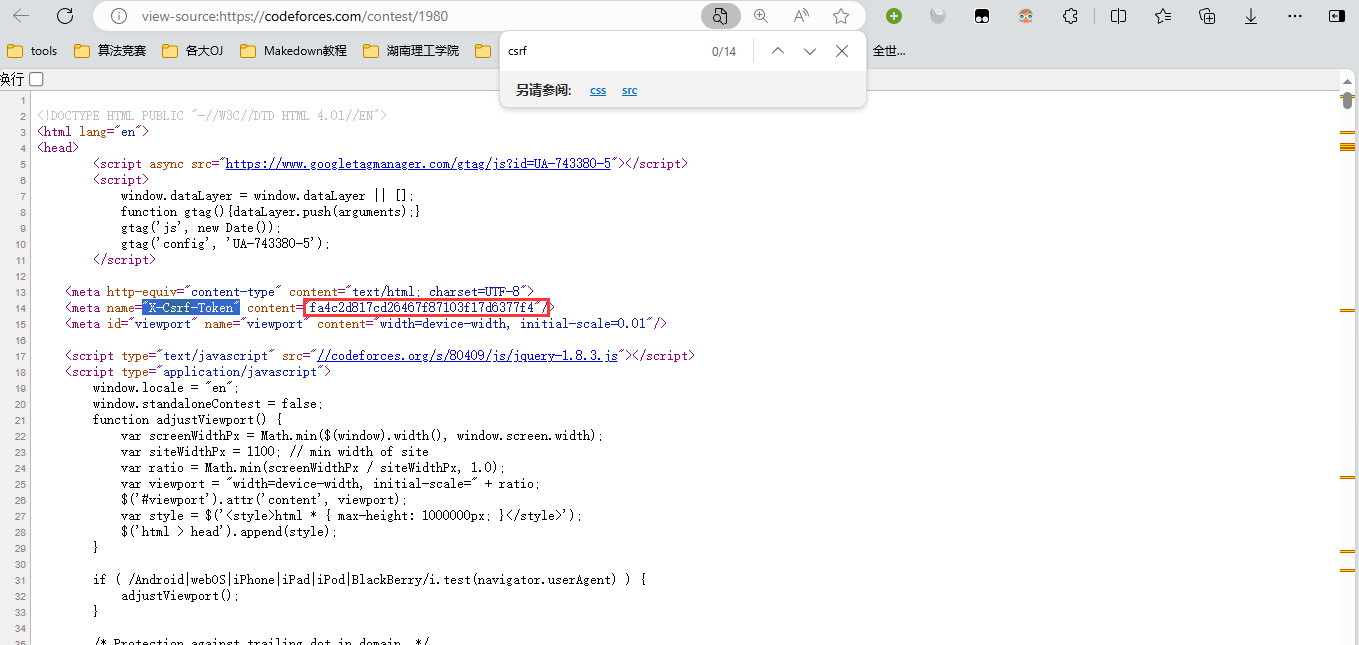 view-source:https://codeforces.com/contest/1980
tools 算法竞赛 各大OJ Makedown教程 湖南理工学院 全世...
csrf 0/14
另请参阅: css src
换行
1
2 <!DOCTYPE HTML PUBLIC "-//W3C//DTD HTML 4.01//EN">
3 <html lang="en">
4 <head>
5 <script async src="https://www.googletagmanager.com/gtag/js?id=UA-743380-5"></script>
6 <script>
7 window.dataLayer = window.dataLayer || [];
8 function gtag(){dataLayer.push(arguments);}
9 gtag('js', new Date());
10 gtag('config', 'UA-743380-5');
11 </script>
12
13 <meta http-equiv="content-type" content="text/html; charset=UTF-8">
14 <meta name="X-Csrf-Token" content="fa4c2d817cd26467f87103f17d6377f4"/>
15 <meta id="viewport" name="viewport" content="width=device-width, initial-scale=0.01"/>
16
17 <script type="text/javascript" src="//codeforces.org/s/80409/js/jquery-1.8.3.js"></script>
18 <script type="application/javascript">
19 window.locale = "en";
20 window.standaloneContest = false;
21 function adjustViewport() {
22 var screenWidthPx = Math.min($(window).width(), window.screen.width);
23 var siteWidthPx = 1100; // min width of site
24 var ratio = Math.min(screenWidthPx / siteWidthPx, 1.0);
25 var viewport = "width=device-width, initial-scale=" + ratio;
26 $('#viewport').attr('content', viewport);
27 var style = $('<style>html * { max-height: 1000000px; }</style>');
28 $('html > head').append(style);
29 }
30
31 if ( /Android|webOS|iPhone|iPad|iPod|BlackBerry/i.test(navigator.userAgent) ) {
32 adjustViewport();
33 }
34
35 /* Protection against trailing dot in domain. */